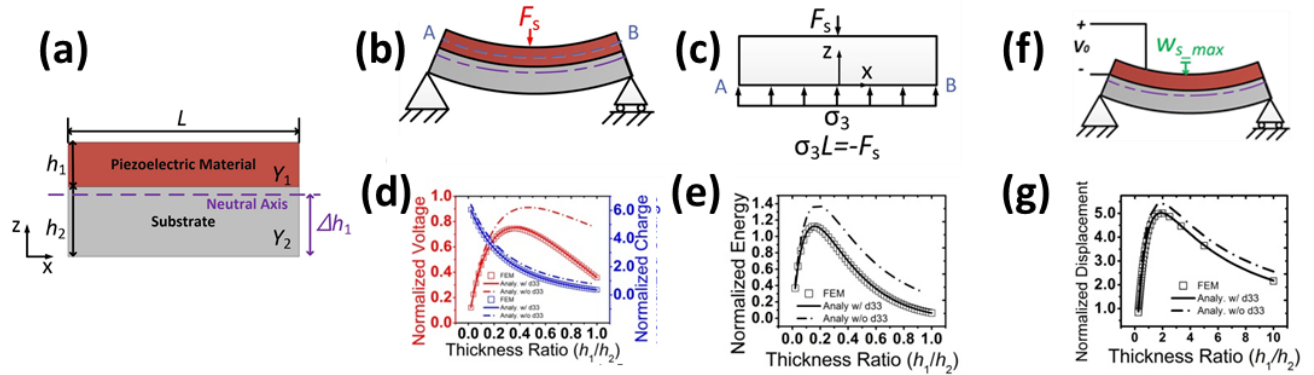 (a)
L
h1
Piezoelectric Material
Y1
Neutral Axis
h2
Substrate
Y2
Δh1
z
x
(b)
Fs
A
B
(c)
Fs
z
x
A
B
σ3
σ3L=-Fs
(f)
+
V0
-
ws_max
(d)
Normalized Voltage
1.0
0.8
0.6
0.4
0.2
0.0
6.0
4.0
2.0
0.0
Normalized Charge
FEM
Analy. w/ d33
Analy w/o d33
FEM
Analy. w/ d33
Analy. w/o d33
0.0 0.2 0.4 0.6 0.8 1.0
Thickness Ratio (h1/h2)
(e)
Normalized Energy
1.4
1.2
1.0
0.8
0.6
0.4
0.2
0.0
FEM
Analy w/ d33
Analy w/o d33
0.0 0.2 0.4 0.6 0.8 1.0
Thickness Ratio (h1/h2)
(g)
Normalized Displacement
5.0
4.0
3.0
2.0
1.0
FEM
Analy w/ d33
Analy w/o d33
0 2 4 6 8 10
Thickness Ratio (h1/h2)